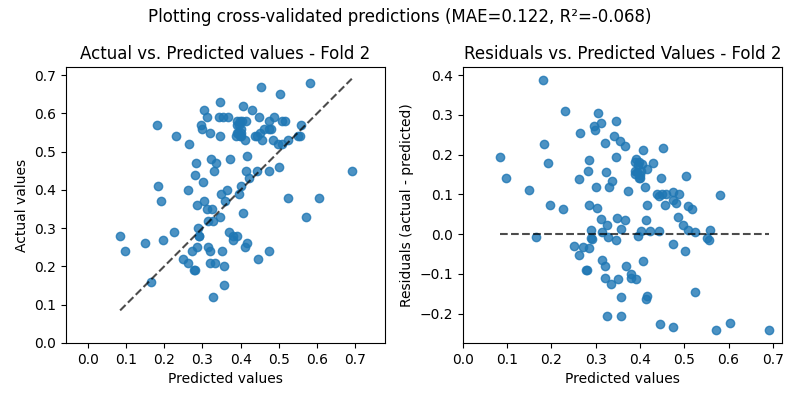 Plotting cross-validated predictions (MAE=0.122, R²=-0.068)
Actual vs. Predicted values - Fold 2
Actual values
0.7
0.6
0.5
0.4
0.3
0.2
0.1
0.0
0.0 0.1 0.2 0.3 0.4 0.5 0.6 0.7
Predicted values
Residuals vs. Predicted Values - Fold 2
Residuals (actual - predicted)
0.4
0.3
0.2
0.1
0.0
−0.1
−0.2
0.0 0.1 0.2 0.3 0.4 0.5 0.6 0.7
Predicted values